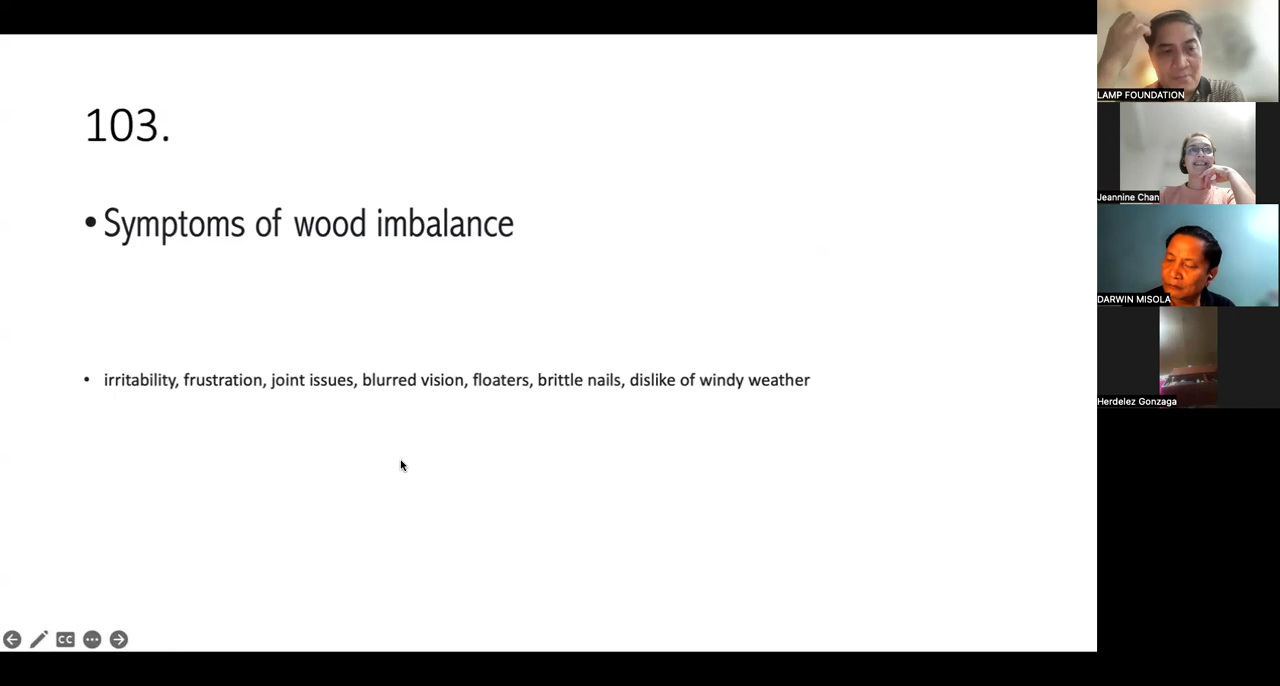 103.
• Symptoms of wood imbalance
• irritability, frustration, joint issues, blurred vision, floaters, brittle nails, dislike of windy weather
LAMP FOUNDATION
Jeannine Chan
DARWIN MISOLA
Herdelez Gonzaga
CC